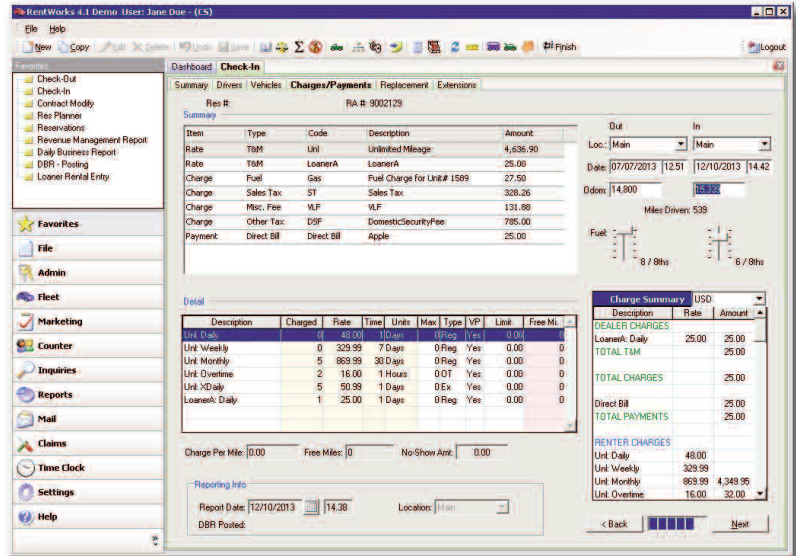 RentWorks 4.1 Demo User: Jane Doe - (CS)
File Help
New Copy Edit Delete Undo Save Finish Logout
Favorites
Check-Out
Check-In
Contract Modify
Res Planner
Reservations
Revenue Management Report
Daily Business Report
DBR - Posting
Loaner Rental Entry
Favorites
File
Admin
Fleet
Marketing
Counter
Inquiries
Reports
Mail
Claims
Time Clock
Settings
Help
Dashboard Check-In
Summary Drivers Vehicles Charges/Payments Replacement Extensions
Res #: RA #: 9002129
Summary
Item Type Code Description Amount
Rate T&M Unl Unlimited Mileage 4,636.90
Rate T&M LoanerA LoanerA 25.00
Charge Fuel Gas Fuel Charge for Unit# 1589 27.50
Charge Sales Tax ST Sales Tax 328.26
Charge Misc. Fee VLF VLF 131.88
Charge Other Tax DSF DomesticSecurityFee 785.00
Payment Direct Bill Direct Bill Apple 25.00
Out In
Loc.: Main Main
Date: 07/07/2013 12.51 12/10/2013 14.42
Odom: 14,800 15,339
Miles Driven: 539
Fuel:
8 / 8ths 6 / 8ths
Detail
Description Charged Rate Time Units Max Type VP Limit Free Mi.
Unl: Daily 0 48.00 1 Days 0 Reg Yes 0.00 0
Unl: Weekly 0 329.99 7 Days 0 Reg Yes 0.00 0
Unl: Monthly 5 869.99 30 Days 0 Reg Yes 0.00 0
Unl: Overtime 2 16.00 1 Hours 0 OT Yes 0.00 0
Unl: XDaily 5 50.99 1 Days 0 Ex Yes 0.00 0
LoanerA: Daily 1 25.00 1 Days 0 Reg Yes 0.00 0
Charge Per Mile: 0.00 Free Miles: 0 No-Show Amt: 0.00
Reporting Info
Report Date: 12/10/2013 14.38 Location: Main
DBR Posted:
Charge Summary USD
Description Rate Amount
DEALER CHARGES
LoanerA: Daily 25.00 25.00
TOTAL T&M 25.00
TOTAL CHARGES 25.00
Direct Bill 25.00
TOTAL PAYMENTS 25.00
RENTER CHARGES
Unl: Daily 48.00
Unl: Weekly 329.99
Unl: Monthly 869.99 4,349.95
Unl: Overtime 16.00 32.00
< Back Next